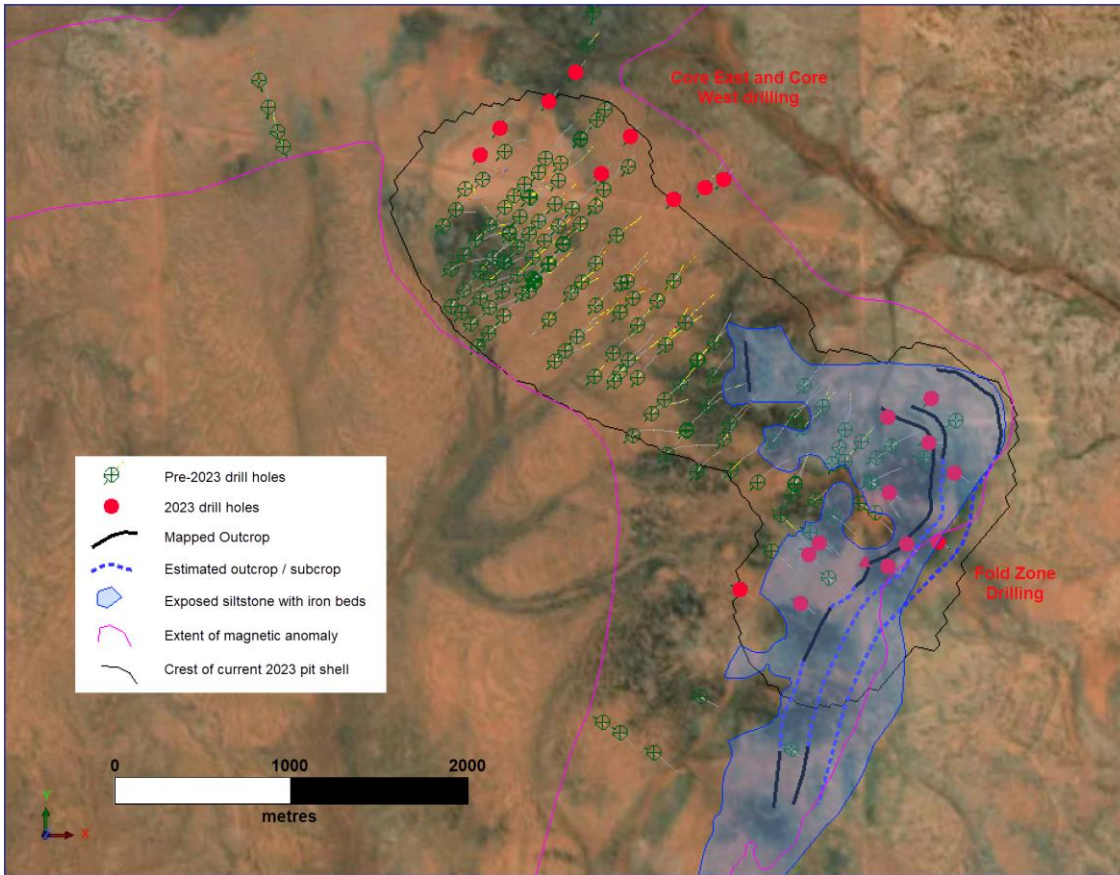 Core East and Core
West drilling
Pre-2023 drill holes
2023 drill holes
Mapped Outcrop
Estimated outcrop / subcrop
Exposed siltstone with iron beds
Extent of magnetic anomaly
Crest of current 2023 pit shell
Fold Zone
Drilling
0 1000 2000
metres
Y
X